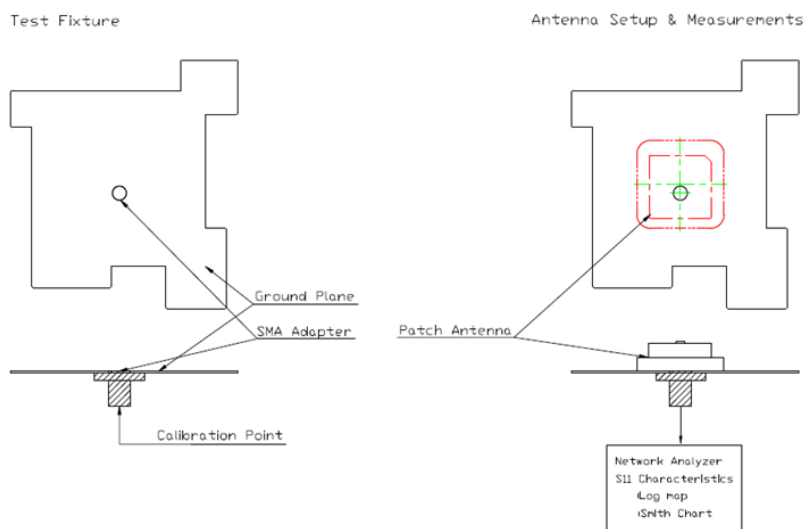 Test Fixture
Antenna Setup & Measurements
Ground Plane
SMA Adapter
Patch Antenna
Calibration Point
Network Analyzer
S11 Characteristics
Log map
Smith Chart